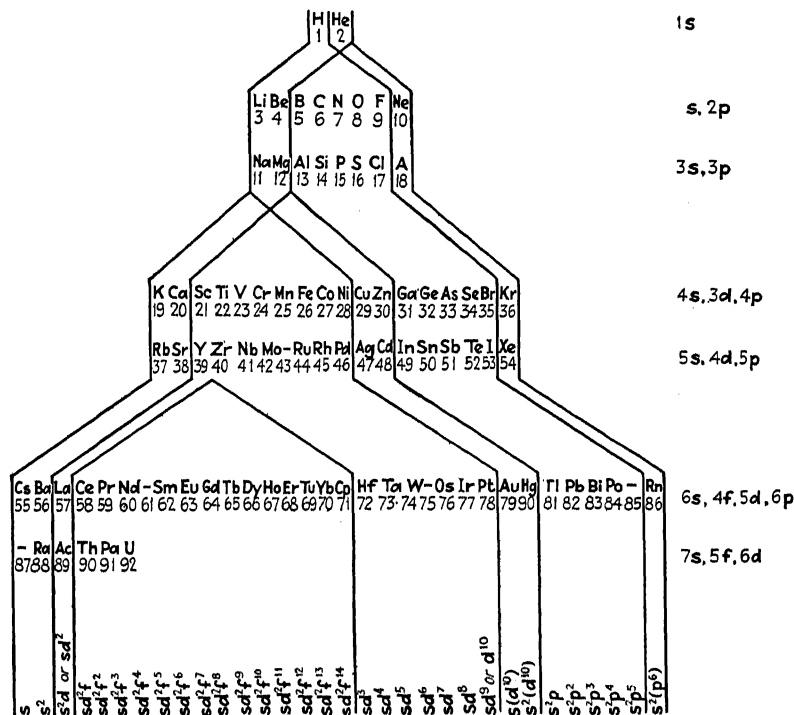 H He 1s
1 2
Li Be B C N O F Ne s, 2p
3 4 5 6 7 8 9 10
Na Mg Al Si P S Cl A 3s, 3p
11 12 13 14 15 16 17 18
K Ca Sc Ti V Cr Mn Fe Co Ni Cu Zn Ga Ge As Se Br Kr 4s, 3d, 4p
19 20 21 22 23 24 25 26 27 28 29 30 31 32 33 34 35 36
Rb Sr Y Zr Nb Mo - Ru Rh Pd Ag Cd In Sn Sb Te I Xe 5s, 4d, 5p
37 38 39 40 41 42 43 44 45 46 47 48 49 50 51 52 53 54
Cs Ba La Ce Pr Nd - Sm Eu Gd Tb Dy Ho Er Tu Yb Cp Hf Ta W - Os Ir Pt Au Hg Tl Pb Bi Po - Rn 6s, 4f, 5d, 6p
55 56 57 58 59 60 61 62 63 64 65 66 67 68 69 70 71 72 73 74 75 76 77 78 79 90 81 82 83 84 85 86
- Ra Ac Th Pa U 7s, 5f, 6d
87 88 89 90 91 92
s
s²
s²d or sd²
sd²f
sd²f²
sd²f³
sd²f⁴
sd²f⁵
sd²f⁶
sd²f⁷
sd²f⁸
sd²f⁹
sd²f¹⁰
sd²f¹¹
sd²f¹²
sd²f¹³
sd²f¹⁴
sd³
sd⁴
sd⁵
sd⁶
sd⁷
sd⁸
sd⁹ or d¹⁰
s(d¹⁰)
s²(d¹⁰)
s²p
s²p²
s²p³
s²p⁴
s²p⁵
s²(p⁶)